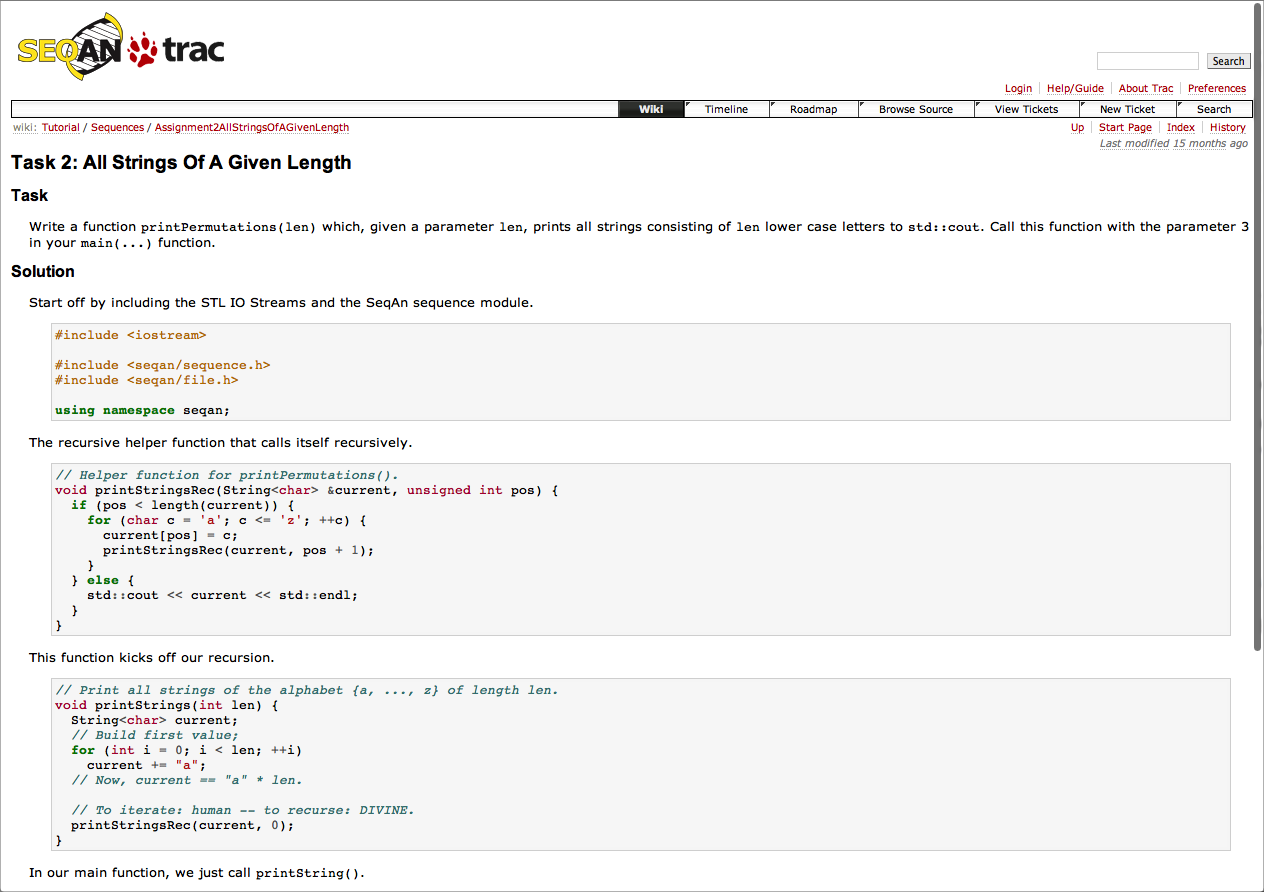 SEQAN trac
Search
Login Help/Guide About Trac Preferences
Wiki Timeline Roadmap Browse Source View Tickets New Ticket Search
wiki: Tutorial / Sequences / Assignment2AllStringsOfAGivenLength
Up Start Page Index History
Last modified 15 months ago
Task 2: All Strings Of A Given Length
Task
Write a function printPermutations(len) which, given a parameter len, prints all strings consisting of len lower case letters to std::cout. Call this function with the parameter 3
in your main(...) function.
Solution
Start off by including the STL IO Streams and the SeqAn sequence module.
#include <iostream>
#include <seqan/sequence.h>
#include <seqan/file.h>
using namespace seqan;
The recursive helper function that calls itself recursively.
// Helper function for printPermutations().
void printStringsRec(String<char> &current, unsigned int pos) {
if (pos < length(current)) {
for (char c = 'a'; c <= 'z'; ++c) {
current[pos] = c;
printStringsRec(current, pos + 1);
}
} else {
std::cout << current << std::endl;
}
}
This function kicks off our recursion.
// Print all strings of the alphabet {a, ..., z} of length len.
void printStrings(int len) {
String<char> current;
// Build first value;
for (int i = 0; i < len; ++i)
current += "a";
// Now, current == "a" * len.
// To iterate: human -- to recurse: DIVINE.
printStringsRec(current, 0);
}
In our main function, we just call printString().